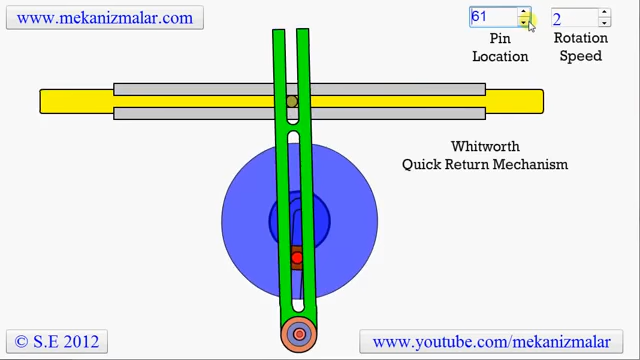 www.mekanizmalar.com
61
2
Pin
Location
Rotation
Speed
Whitworth
Quick Return Mechanism
© S.E 2012
www.youtube.com/mekanizmalar